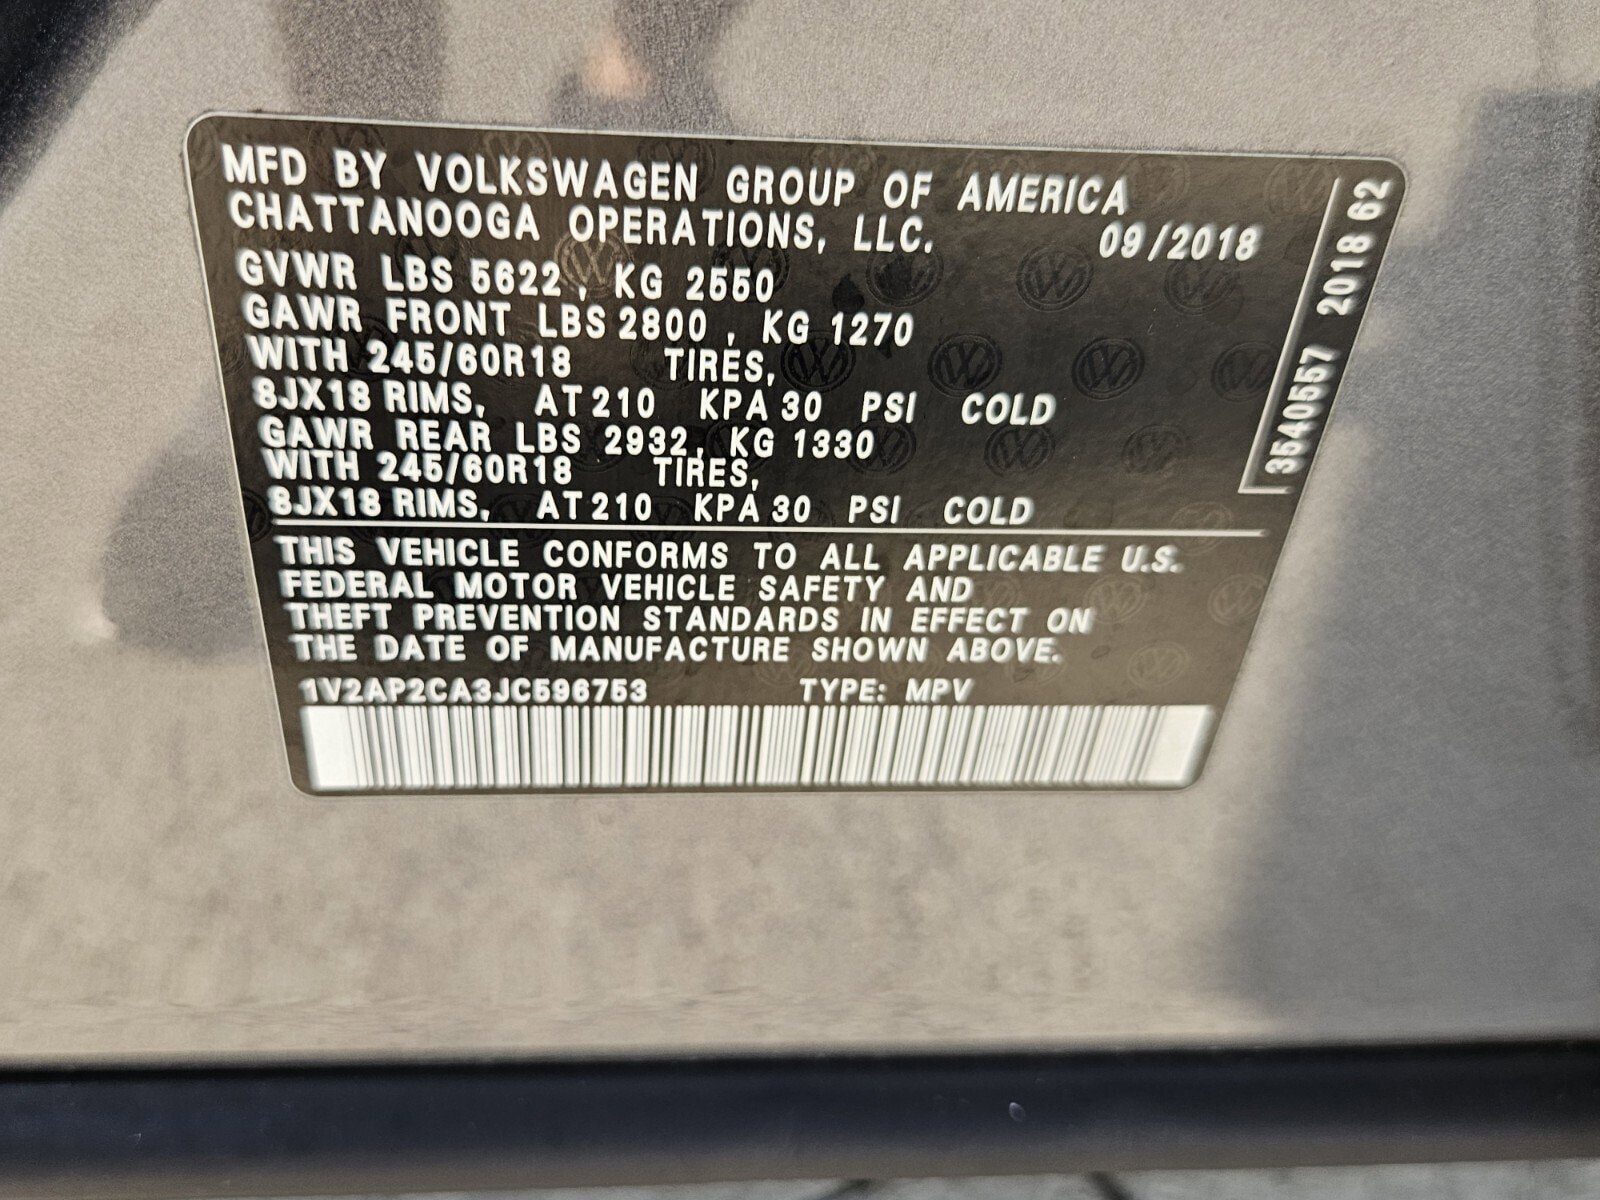 MFD BY VOLKSWAGEN GROUP OF AMERICA
CHATTANOOGA OPERATIONS, LLC. 09/2018
GVWR LBS 5622, KG 2550
GAWR FRONT LBS 2800, KG 1270
WITH 245/60R18 TIRES,
8JX18 RIMS, AT 210 KPA 30 PSI COLD
GAWR REAR LBS 2932, KG 1330
WITH 245/60R18 TIRES,
8JX18 RIMS, AT 210 KPA 30 PSI COLD
THIS VEHICLE CONFORMS TO ALL APPLICABLE U.S.
FEDERAL MOTOR VEHICLE SAFETY AND
THEFT PREVENTION STANDARDS IN EFFECT ON
THE DATE OF MANUFACTURE SHOWN ABOVE.
1V2AP2CA3JC596753 TYPE: MPV
3540557 2018 62